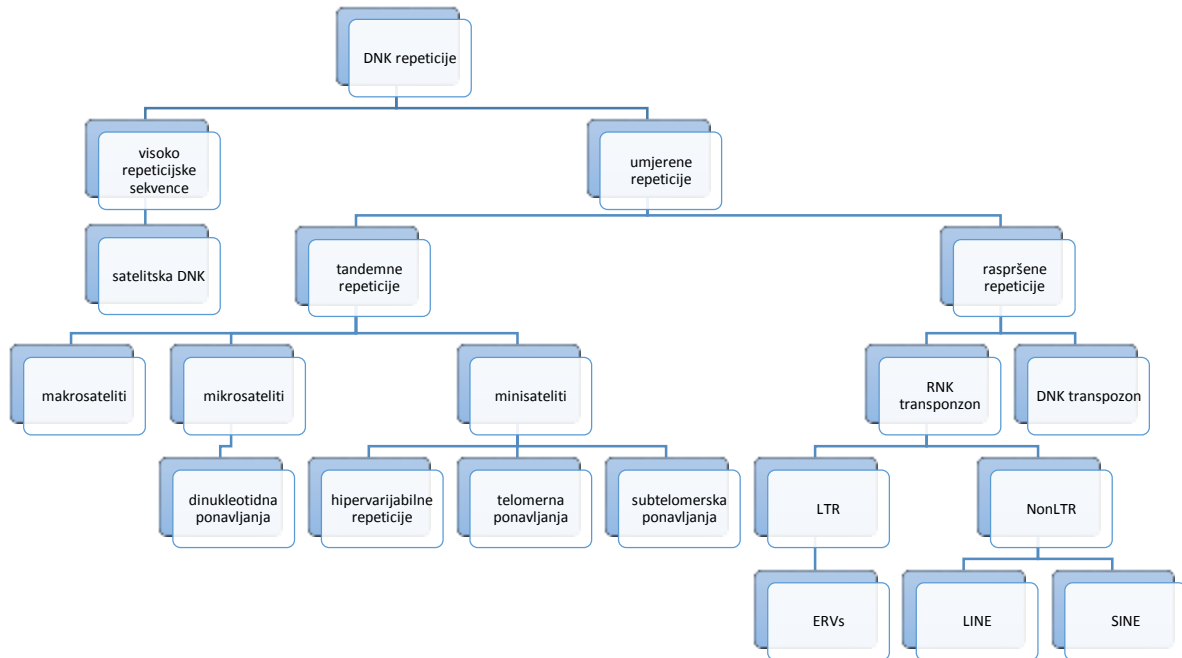 DNK repeticije
visoko
repeticijske
sekvence
umjerene
repeticije
satelitska DNK
tandemne
repeticije
raspršene
repeticije
makrosateliti
mikrosateliti
minisateliti
RNK
transponzon
DNK transpozon
dinukleotidna
ponavljanja
hipervarijabilne
repeticije
telomerna
ponavljanja
subtelomerska
ponavljanja
LTR
NonLTR
ERVs
LINE
SINE